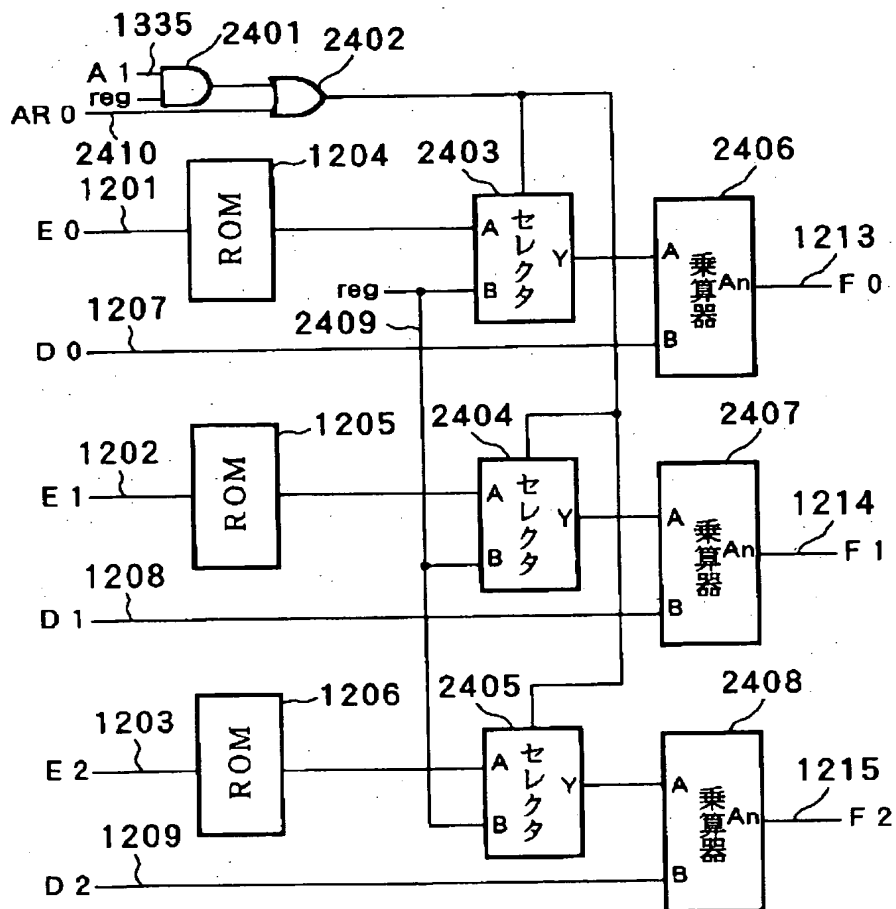 1335 2401 2402
A 1
reg
AR 0
2410
1204
2403
2406
1201
E 0
ROM
A セレクタ Y
A 乗算器 An
1213
F 0
reg
B
2409
1207
D 0
B
1205
2404
2407
1202
E 1
ROM
A セレクタ Y
A 乗算器 An
1214
F 1
B
1208
D 1
B
1206
2405
2408
1203
E 2
ROM
A セレクタ Y
A 乗算器 An
1215
F 2
B
1209
D 2
B